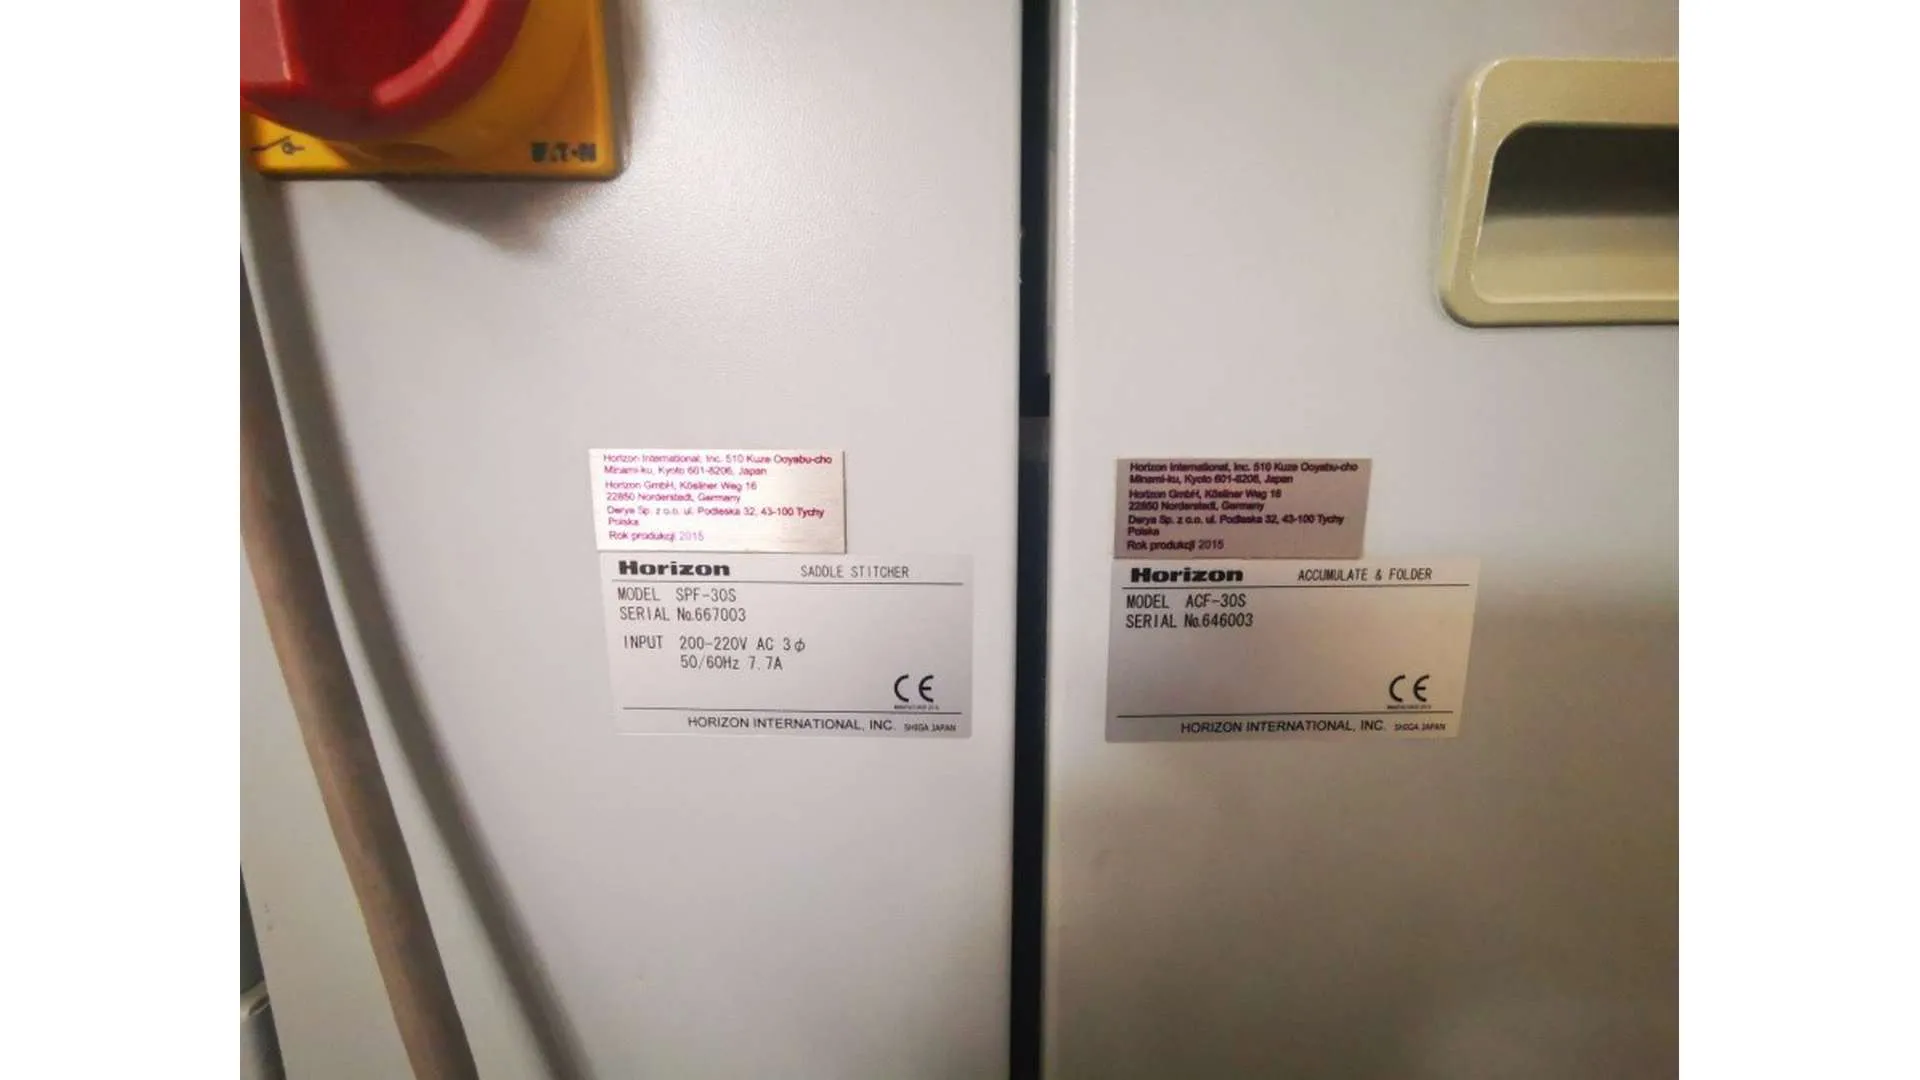 EATON
Horizon International, Inc. 510 Kuze Ooyabu-cho
Minami-ku, Kyoto 601-8206, Japan
Horizon GmbH, Kösliner Weg 16
22850 Norderstedt, Germany
Derya Sp. z o.o. ul. Podleska 32, 43-100 Tychy
Polska
Rok produkcji 2015
Horizon SADDLE STITCHER
MODEL SPF-30S
SERIAL No.667003
INPUT 200-220V AC 3φ
50/60Hz 7.7A
CE
HORIZON INTERNATIONAL, INC. SHIGA JAPAN
Horizon International, Inc. 510 Kuze Ooyabu-cho
Minami-ku, Kyoto 601-8206, Japan
Horizon GmbH, Kösliner Weg 16
22850 Norderstedt, Germany
Derya Sp. z o.o. ul. Podleska 32, 43-100 Tychy
Polska
Rok produkcji 2015
Horizon ACCUMULATE & FOLDER
MODEL ACF-30S
SERIAL No.646003
CE
HORIZON INTERNATIONAL, INC. SHIGA JAPAN